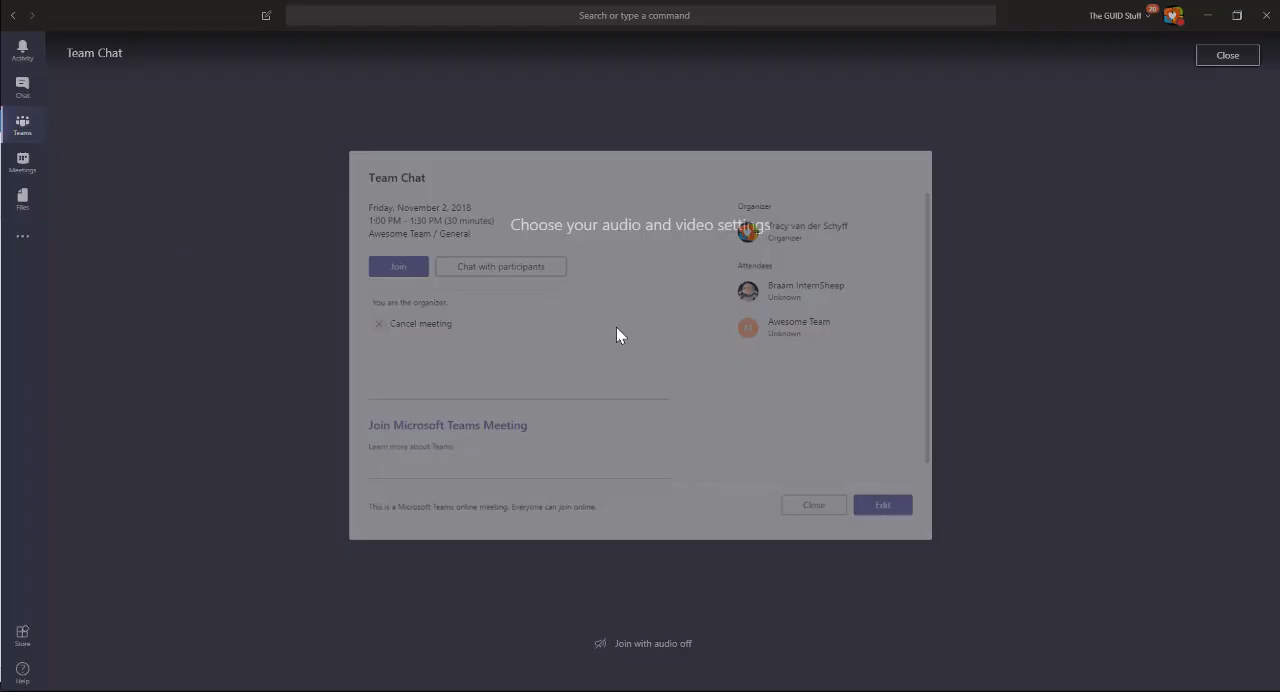 Search or type a command
The GUID Stuff
20
Activity
Chat
Teams
Meetings
Files
Store
Help
Team Chat
Close
Team Chat
Friday, November 2, 2018
1:00 PM - 1:30 PM (30 minutes)
Awesome Team / General
Choose your audio and video settings
Join
Chat with participants
You are the organizer.
Cancel meeting
Organizer
Tracy van der Schyff
Organizer
Attendees
Braam InternSheep
Unknown
AT
Awesome Team
Unknown
Join Microsoft Teams Meeting
Learn more about Teams
This is a Microsoft Teams online meeting. Everyone can join online.
Close
Edit
Join with audio off